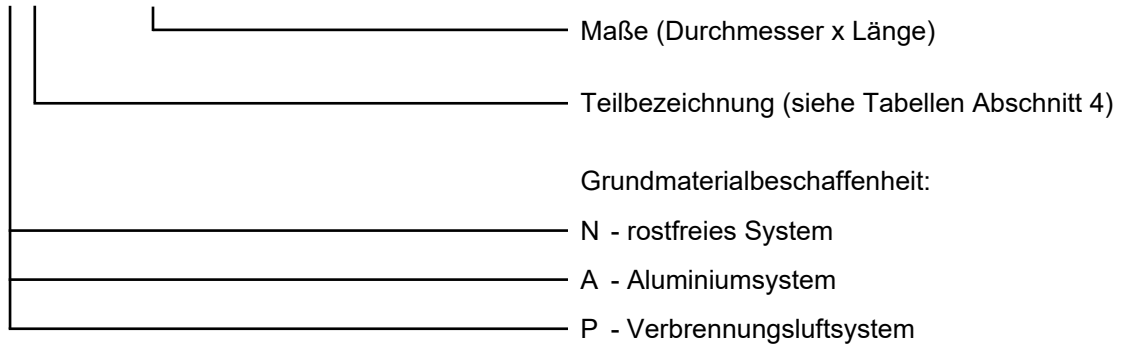 Maße (Durchmesser x Länge)
Teilbezeichnung (siehe Tabellen Abschnitt 4)
Grundmaterialbeschaffenheit:
N - rostfreies System
A - Aluminiumsystem
P - Verbrennungsluftsystem